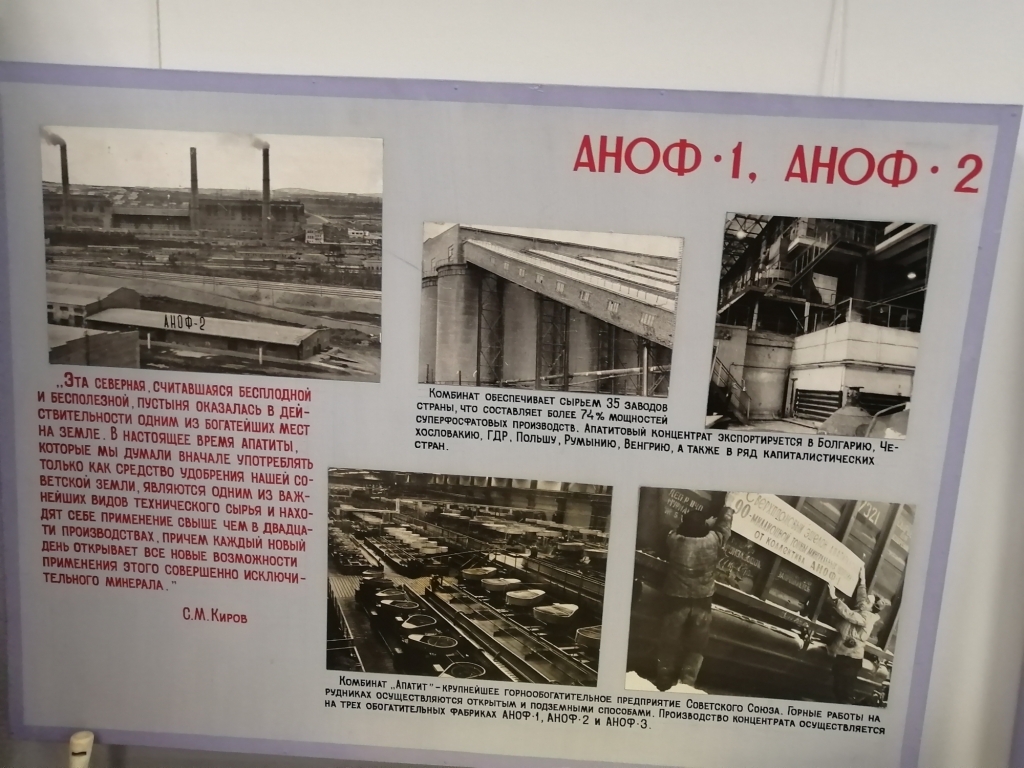 АНОФ·1, АНОФ·2
АНОФ-2
„Эта северная, считавшаяся бесплодной
и бесполезной, пустыня оказалась в дей-
ствительности одним из богатейших мест
на земле. В настоящее время апатиты,
которые мы думали вначале употреблять
только как средство удобрения нашей со-
ветской земли, являются одним из важ-
нейших видов технического сырья и нахо-
дят себе применение свыше чем в двадца-
ти производствах, причем каждый новый
день открывает все новые возможности
применения этого совершенно исключи-
тельного минерала."
С.М. Киров
Комбинат обеспечивает сырьем 35 заводов
страны, что составляет более 74% мощностей
суперфосфатовых производств. Апатитовый концентрат экспортируется в Болгарию, Че-
хословакию, ГДР, Польшу, Румынию, Венгрию, а также в ряд капиталистических
стран.
90-миллионной тонны
от комбината
АНОФ
Комбинат „Апатит" – крупнейшее горнообогатительное предприятие Советского Союза. Горные работы на
рудниках осуществляются открытым и подземными способами. Производство концентрата осуществляется
на трех обогатительных фабриках АНОФ-1, АНОФ-2 и АНОФ-3.